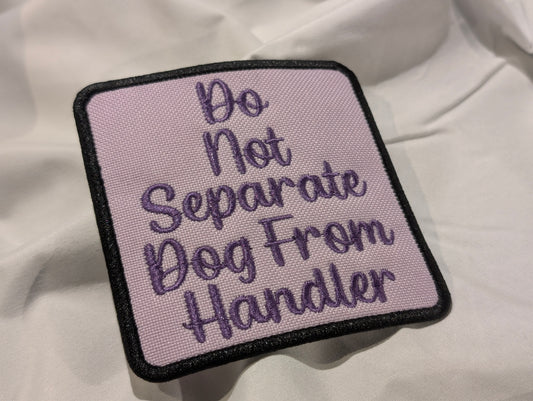 Do
Not
Separate
Dog From
Handler